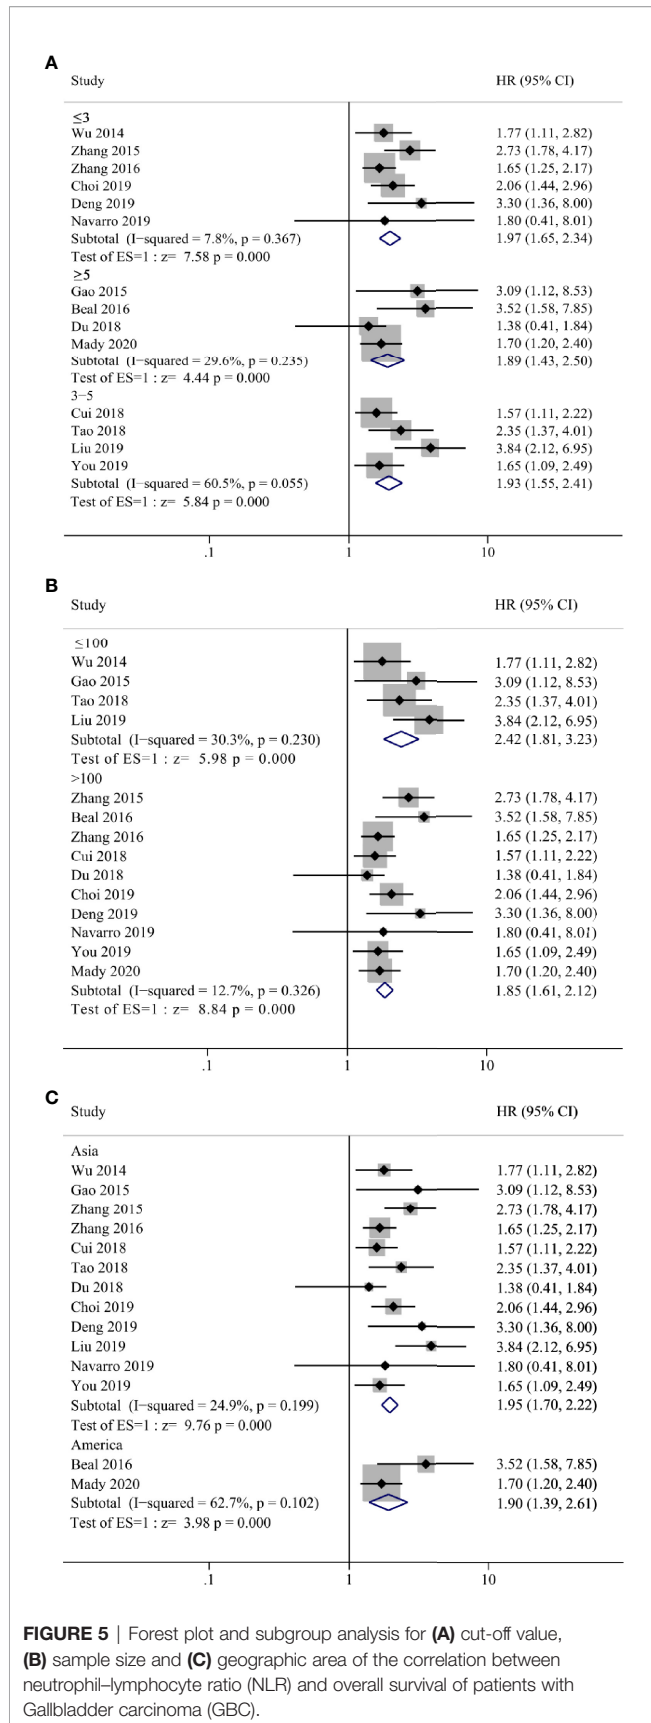 A
Study HR (95% CI)
≤3
Wu 2014 1.77 (1.11, 2.82)
Zhang 2015 2.73 (1.78, 4.17)
Zhang 2016 1.65 (1.25, 2.17)
Choi 2019 2.06 (1.44, 2.96)
Deng 2019 3.30 (1.36, 8.00)
Navarro 2019 1.80 (0.41, 8.01)
Subtotal (I−squared = 7.8%, p = 0.367) 1.97 (1.65, 2.34)
Test of ES=1 : z= 7.58 p = 0.000
≥5
Gao 2015 3.09 (1.12, 8.53)
Beal 2016 3.52 (1.58, 7.85)
Du 2018 1.38 (0.41, 1.84)
Mady 2020 1.70 (1.20, 2.40)
Subtotal (I−squared = 29.6%, p = 0.235) 1.89 (1.43, 2.50)
Test of ES=1 : z= 4.44 p = 0.000
3−5
Cui 2018 1.57 (1.11, 2.22)
Tao 2018 2.35 (1.37, 4.01)
Liu 2019 3.84 (2.12, 6.95)
You 2019 1.65 (1.09, 2.49)
Subtotal (I−squared = 60.5%, p = 0.055) 1.93 (1.55, 2.41)
Test of ES=1 : z= 5.84 p = 0.000
.1 1 10
B
Study HR (95% CI)
≤100
Wu 2014 1.77 (1.11, 2.82)
Gao 2015 3.09 (1.12, 8.53)
Tao 2018 2.35 (1.37, 4.01)
Liu 2019 3.84 (2.12, 6.95)
Subtotal (I−squared = 30.3%, p = 0.230) 2.42 (1.81, 3.23)
Test of ES=1 : z= 5.98 p = 0.000
>100
Zhang 2015 2.73 (1.78, 4.17)
Beal 2016 3.52 (1.58, 7.85)
Zhang 2016 1.65 (1.25, 2.17)
Cui 2018 1.57 (1.11, 2.22)
Du 2018 1.38 (0.41, 1.84)
Choi 2019 2.06 (1.44, 2.96)
Deng 2019 3.30 (1.36, 8.00)
Navarro 2019 1.80 (0.41, 8.01)
You 2019 1.65 (1.09, 2.49)
Mady 2020 1.70 (1.20, 2.40)
Subtotal (I−squared = 12.7%, p = 0.326) 1.85 (1.61, 2.12)
Test of ES=1 : z= 8.84 p = 0.000
.1 1 10
C
Study HR (95% CI)
Asia
Wu 2014 1.77 (1.11, 2.82)
Gao 2015 3.09 (1.12, 8.53)
Zhang 2015 2.73 (1.78, 4.17)
Zhang 2016 1.65 (1.25, 2.17)
Cui 2018 1.57 (1.11, 2.22)
Tao 2018 2.35 (1.37, 4.01)
Du 2018 1.38 (0.41, 1.84)
Choi 2019 2.06 (1.44, 2.96)
Deng 2019 3.30 (1.36, 8.00)
Liu 2019 3.84 (2.12, 6.95)
Navarro 2019 1.80 (0.41, 8.01)
You 2019 1.65 (1.09, 2.49)
Subtotal (I−squared = 24.9%, p = 0.199) 1.95 (1.70, 2.22)
Test of ES=1 : z= 9.76 p = 0.000
America
Beal 2016 3.52 (1.58, 7.85)
Mady 2020 1.70 (1.20, 2.40)
Subtotal (I−squared = 62.7%, p = 0.102) 1.90 (1.39, 2.61)
Test of ES=1 : z= 3.98 p = 0.000
.1 1 10
FIGURE 5 | Forest plot and subgroup analysis for (A) cut-off value,
(B) sample size and (C) geographic area of the correlation between
neutrophil–lymphocyte ratio (NLR) and overall survival of patients with
Gallbladder carcinoma (GBC).